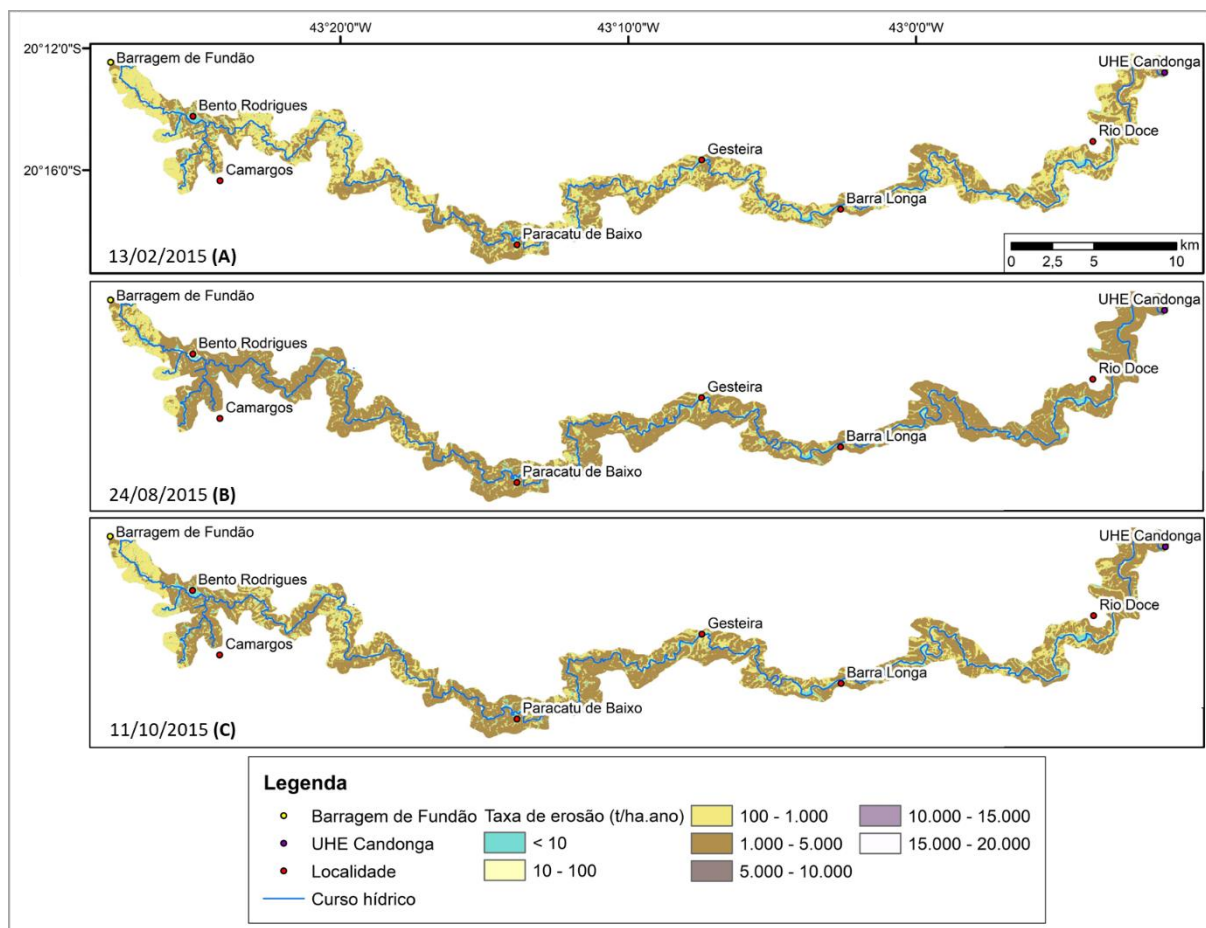 43°20'0"W 43°10'0"W 43°00'0"W
20°12'0"S
20°16'0"S
Barragem de Fundão
UHE Candonga
Bento Rodrigues
Rio Doce
Gesteira
Camargos
Barra Longa
Paracatu de Baixo
13/02/2015 (A)
km
0 2,5 5 10
Barragem de Fundão
UHE Candonga
Bento Rodrigues
Rio Doce
Gesteira
Camargos
Barra Longa
Paracatu de Baixo
24/08/2015 (B)
Barragem de Fundão
UHE Candonga
Bento Rodrigues
Rio Doce
Gesteira
Camargos
Barra Longa
Paracatu de Baixo
11/10/2015 (C)
Legenda
Barragem de Fundão
UHE Candonga
Localidade
Curso hídrico
Taxa de erosão (t/ha.ano)
< 10
10 - 100
100 - 1.000
1.000 - 5.000
5.000 - 10.000
10.000 - 15.000
15.000 - 20.000